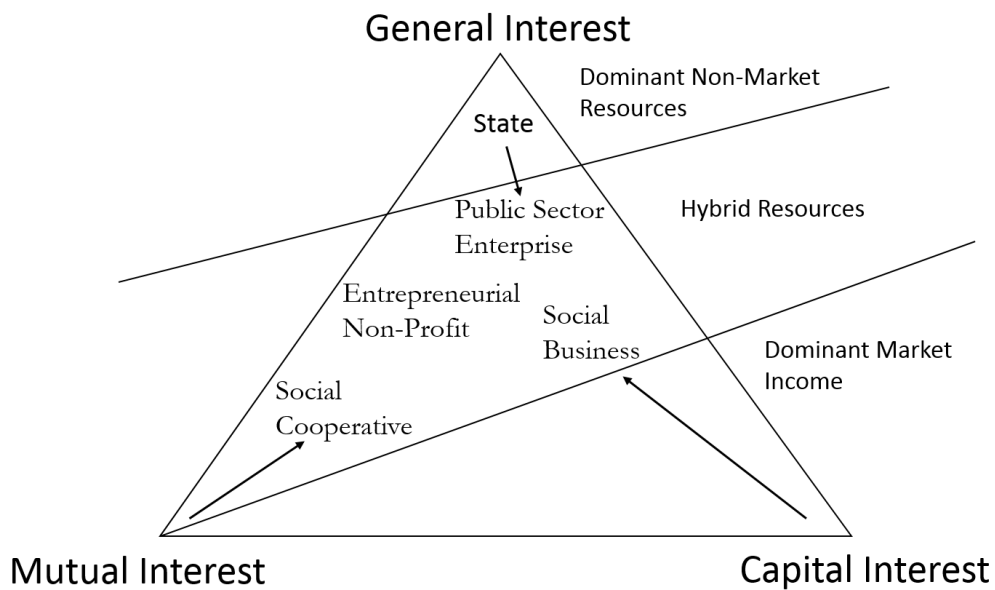 General Interest
Dominant Non-Market
Resources
State
Public Sector
Enterprise
Hybrid Resources
Entrepreneurial
Non-Profit
Social
Business
Dominant Market
Income
Social
Cooperative
Mutual Interest
Capital Interest